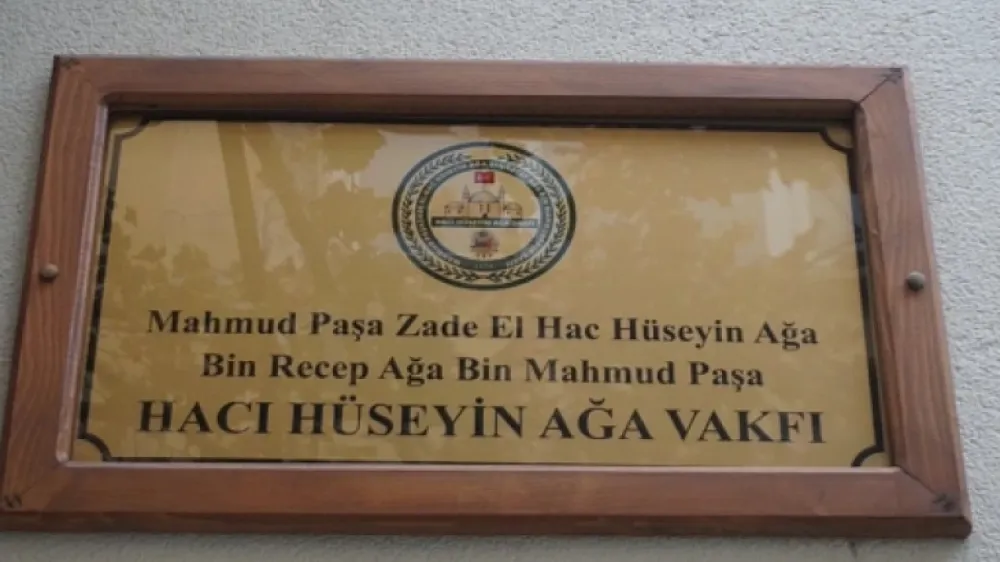 Mahmud Paşa Zade El Hac Hüseyin Ağa
Bin Recep Ağa Bin Mahmud Paşa
HACI HÜSEYİN AĞA VAKFI